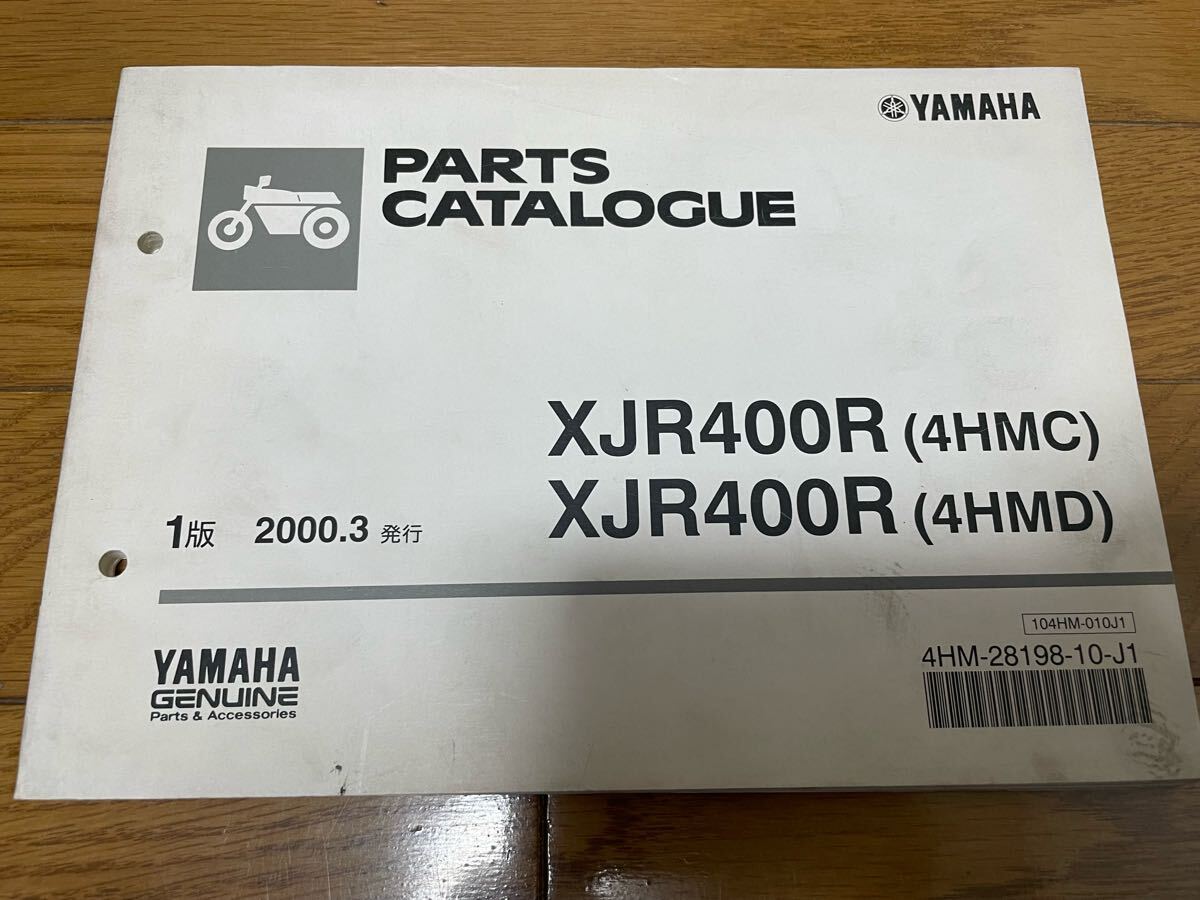 YAMAHA
PARTS
CATALOGUE
XJR400R (4HMC)
XJR400R (4HMD)
1版 2000.3 発行
104HM-010J1
4HM-28198-10-J1
YAMAHA
GENUINE
Parts & Accessories